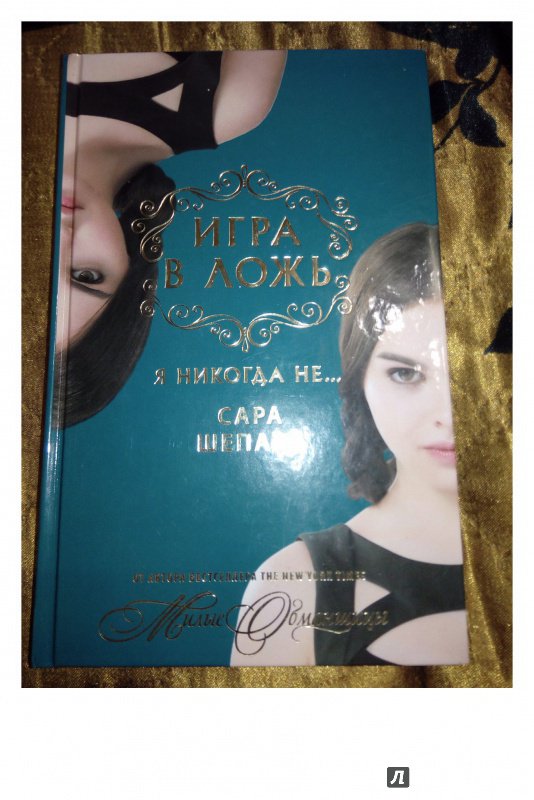 ИГРА
В ЛОЖЬ
Я НИКОГДА НЕ...
САРА
ОТ АВТОРА БЕСТСЕЛЛЕРА THE NEW YORK TIMES
Милые Обманщицы
Л